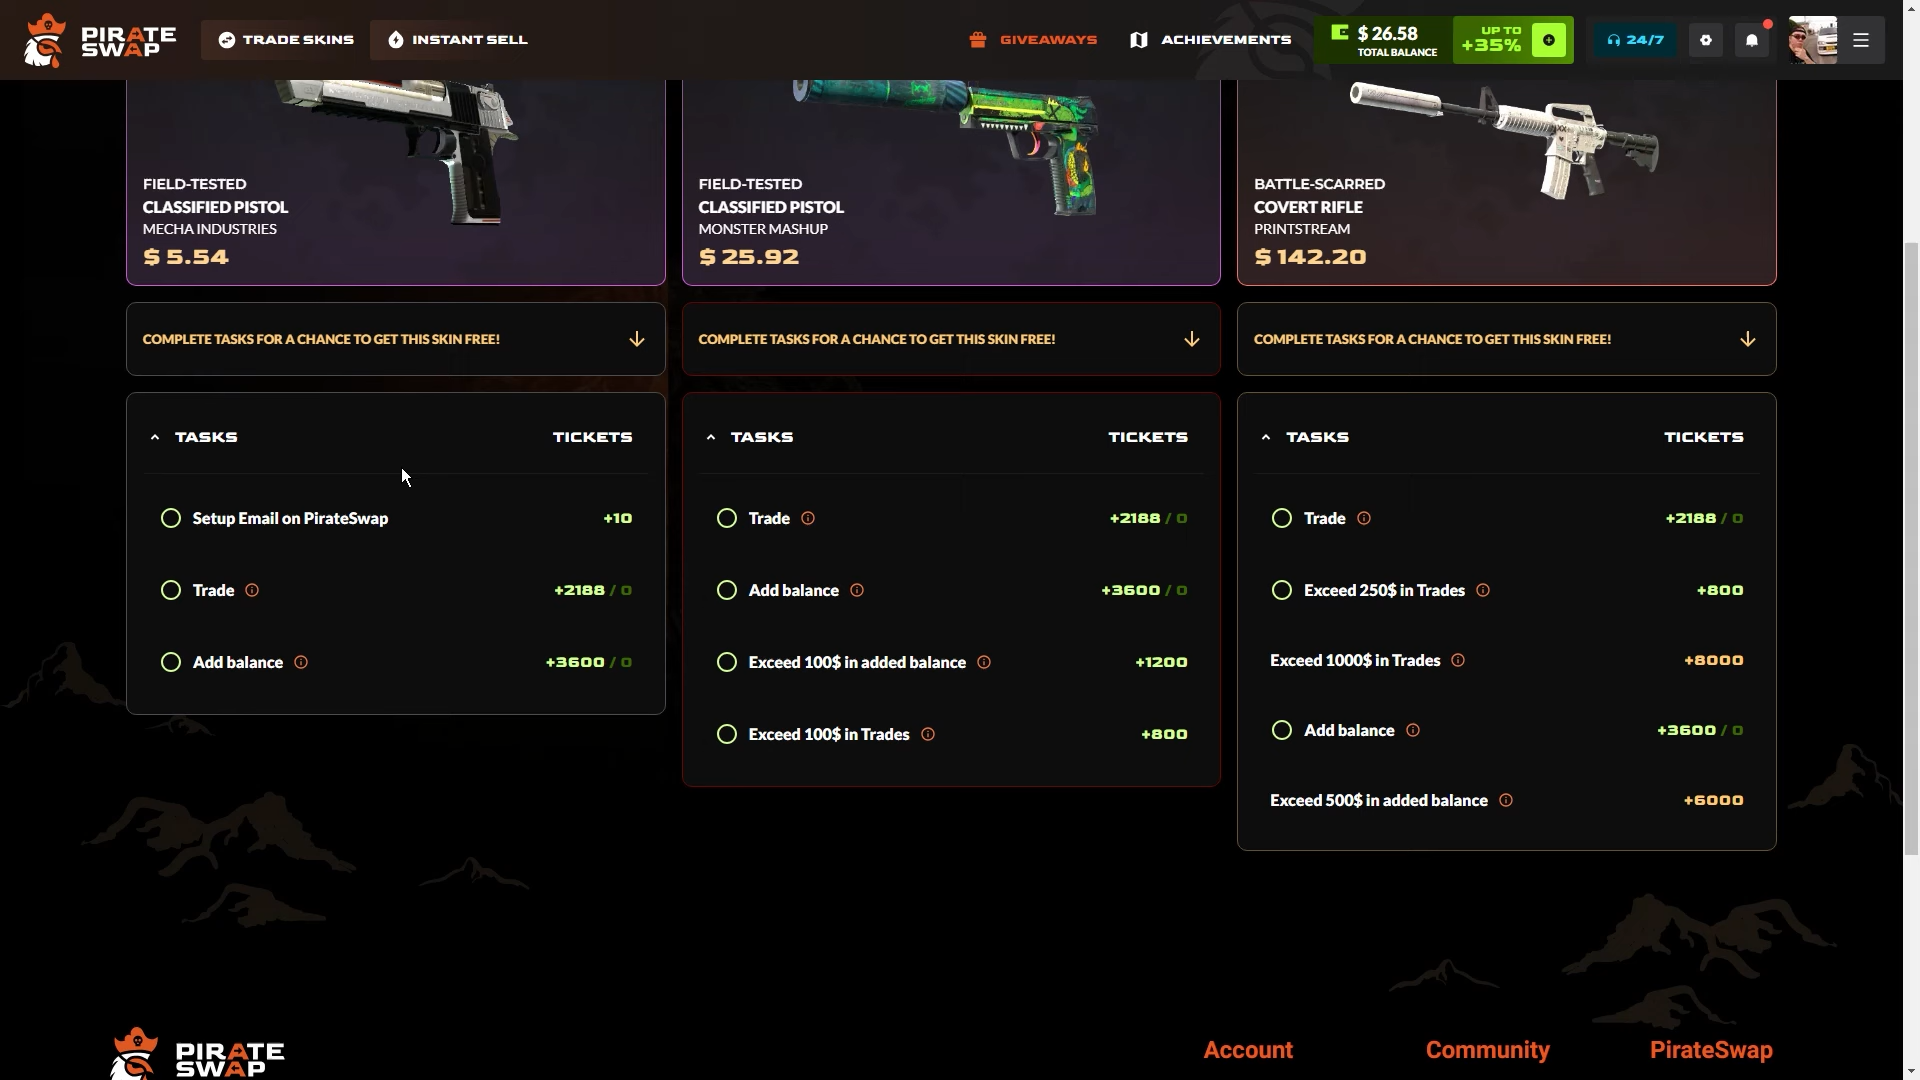 PIRATE
SWAP
TRADE SKINS
INSTANT SELL
GIVEAWAYS
ACHIEVEMENTS
$ 26.58
TOTAL BALANCE
UP TO
+35%
24/7
FIELD-TESTED
CLASSIFIED PISTOL
MECHA INDUSTRIES
$ 5.54
FIELD-TESTED
CLASSIFIED PISTOL
MONSTER MASHUP
$ 25.92
BATTLE-SCARRED
COVERT RIFLE
PRINTSTREAM
$ 142.20
COMPLETE TASKS FOR A CHANCE TO GET THIS SKIN FREE!
COMPLETE TASKS FOR A CHANCE TO GET THIS SKIN FREE!
COMPLETE TASKS FOR A CHANCE TO GET THIS SKIN FREE!
TASKS TICKETS
Setup Email on PirateSwap +10
Trade +2188 / 0
Add balance +3600 / 0
TASKS TICKETS
Trade +2188 / 0
Add balance +3600 / 0
Exceed 100$ in added balance +1200
Exceed 100$ in Trades +800
TASKS TICKETS
Trade +2188 / 0
Exceed 250$ in Trades +800
Exceed 1000$ in Trades +8000
Add balance +3600 / 0
Exceed 500$ in added balance +6000
PIRATE
SWAP
Account
Community
PirateSwap